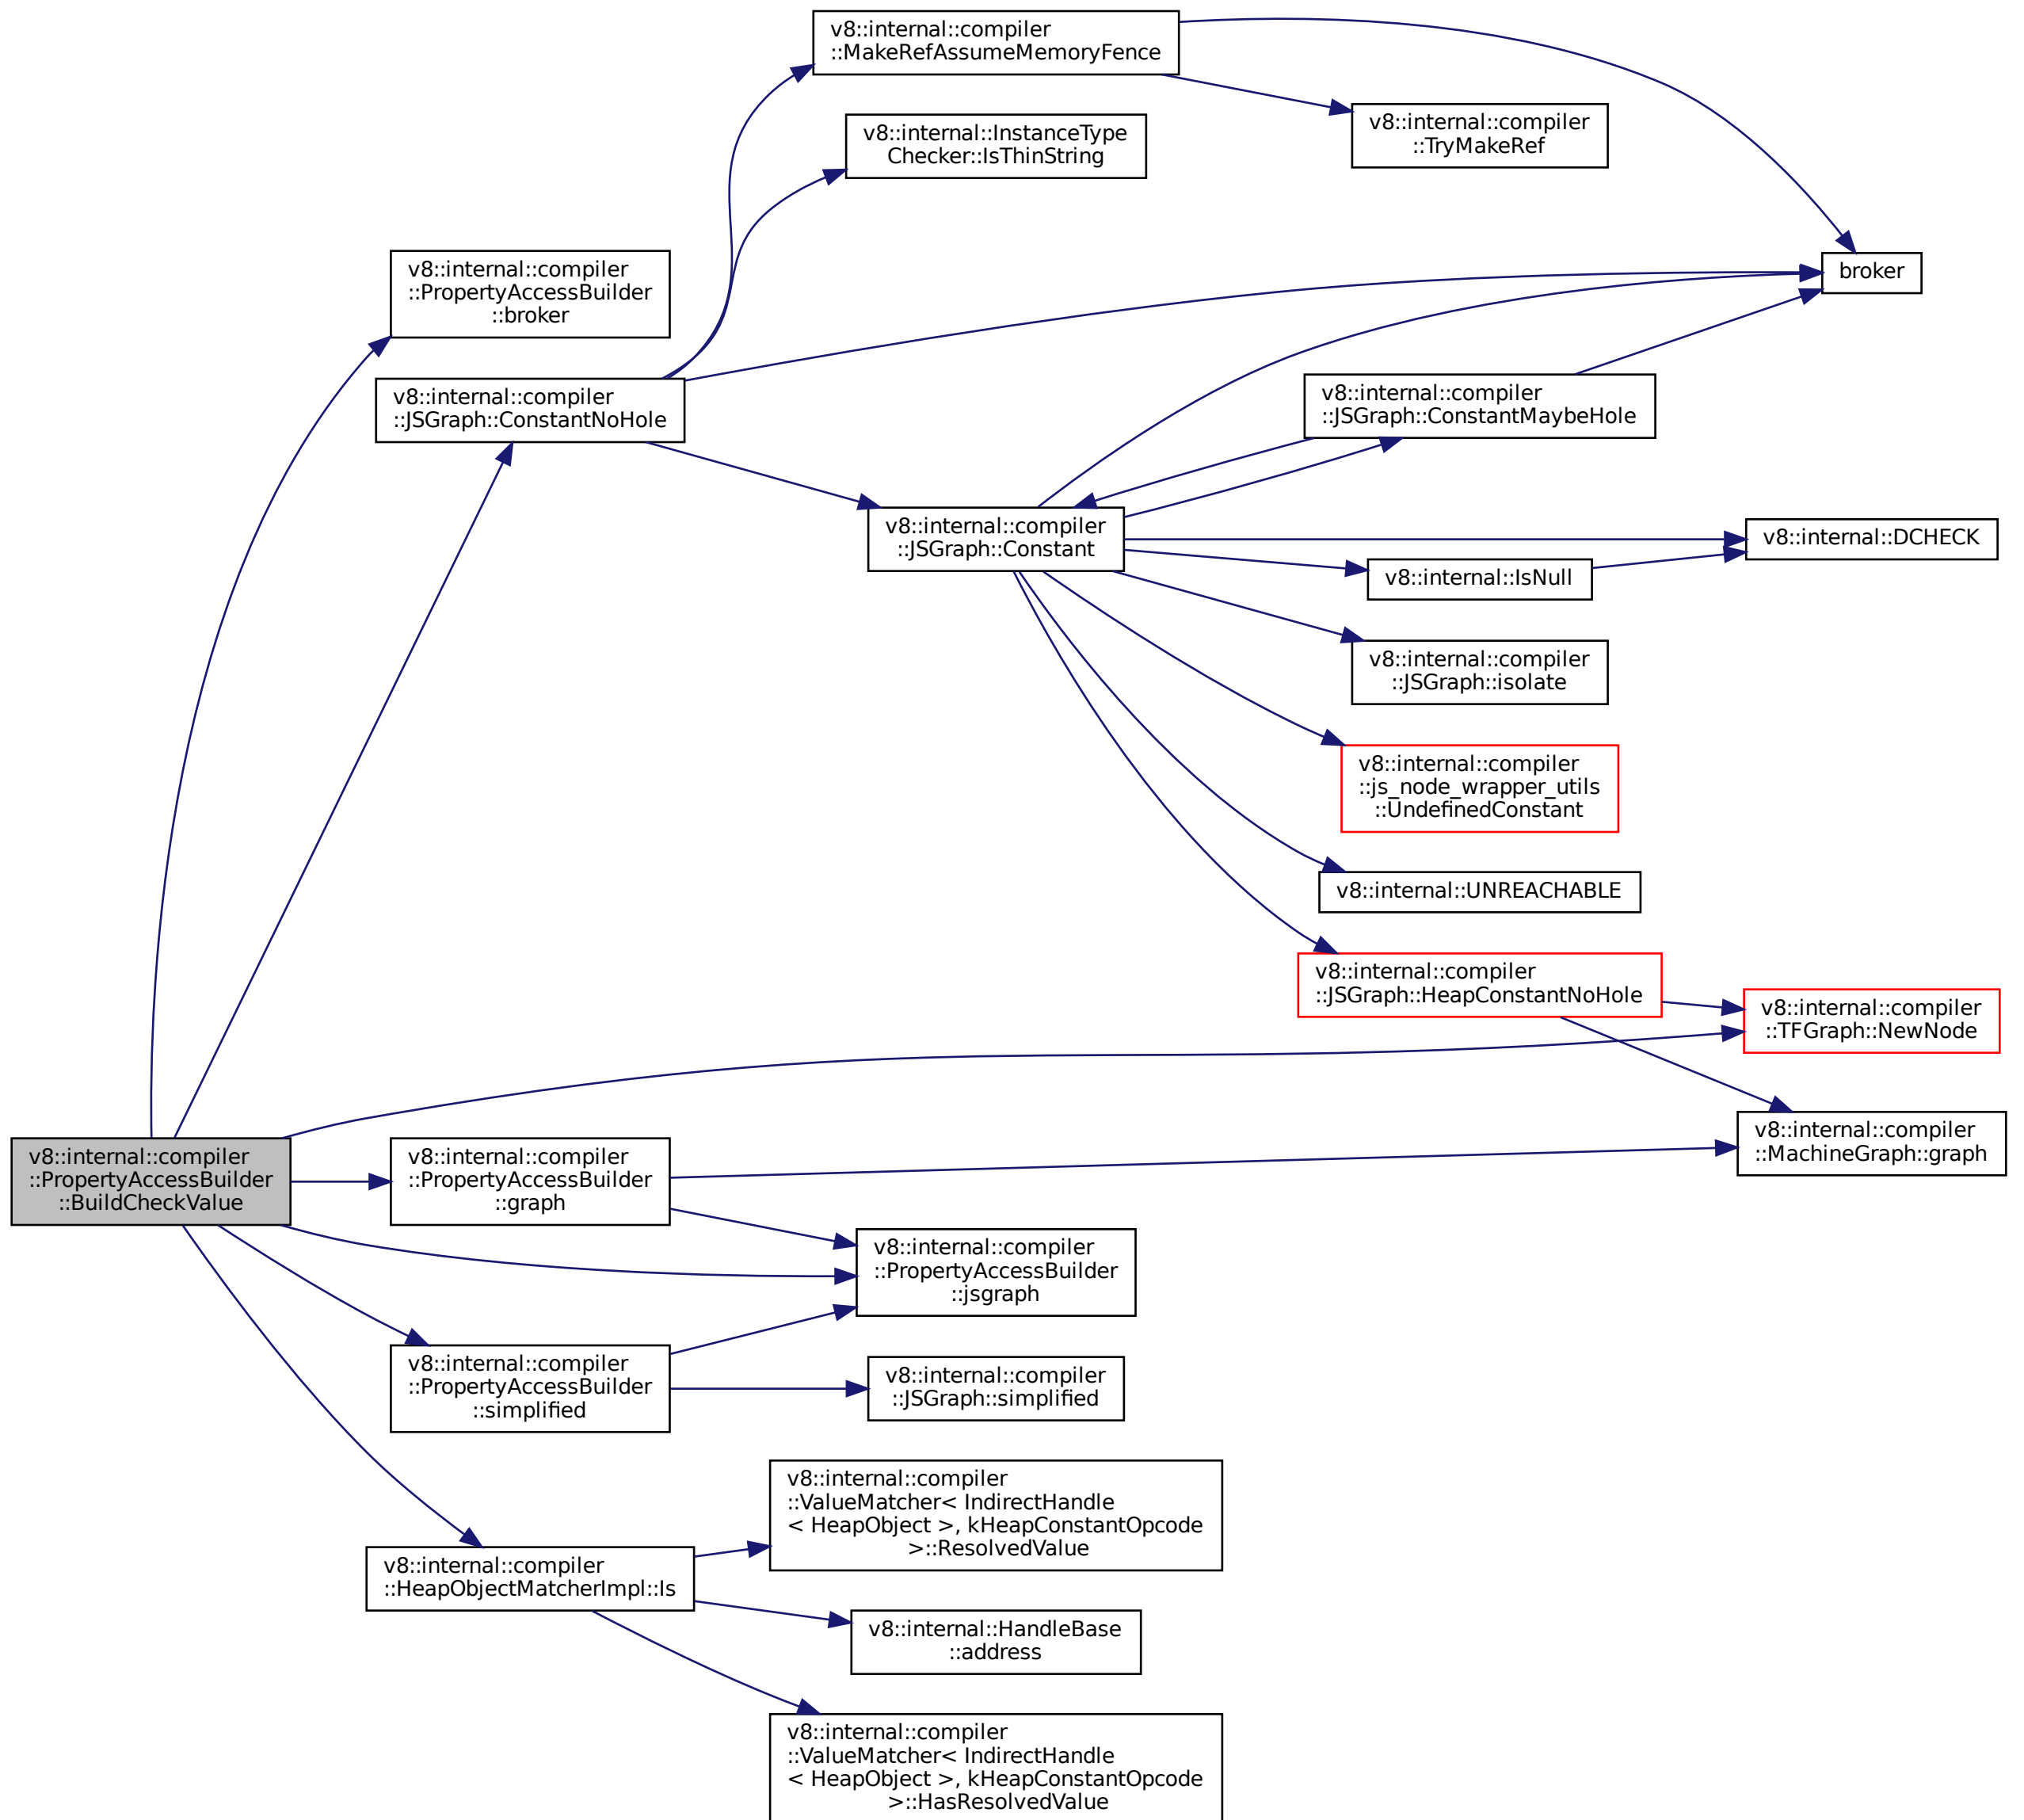 v8::internal::compiler
::MakeRefAssumeMemoryFence
v8::internal::compiler
::TryMakeRef
v8::internal::InstanceType
Checker::IsThinString
v8::internal::compiler
::PropertyAccessBuilder
::broker
broker
v8::internal::compiler
::JSGraph::ConstantNoHole
v8::internal::compiler
::JSGraph::ConstantMaybeHole
v8::internal::compiler
::JSGraph::Constant
v8::internal::DCHECK
v8::internal::IsNull
v8::internal::compiler
::JSGraph::isolate
v8::internal::compiler
::js_node_wrapper_utils
::UndefinedConstant
v8::internal::UNREACHABLE
v8::internal::compiler
::JSGraph::HeapConstantNoHole
v8::internal::compiler
::TFGraph::NewNode
v8::internal::compiler
::MachineGraph::graph
v8::internal::compiler
::PropertyAccessBuilder
::BuildCheckValue
v8::internal::compiler
::PropertyAccessBuilder
::graph
v8::internal::compiler
::PropertyAccessBuilder
::jsgraph
v8::internal::compiler
::PropertyAccessBuilder
::simplified
v8::internal::compiler
::JSGraph::simplified
v8::internal::compiler
::ValueMatcher< IndirectHandle
< HeapObject >, kHeapConstantOpcode
>::ResolvedValue
v8::internal::compiler
::HeapObjectMatcherImpl::Is
v8::internal::HandleBase
::address
v8::internal::compiler
::ValueMatcher< IndirectHandle
< HeapObject >, kHeapConstantOpcode
>::HasResolvedValue